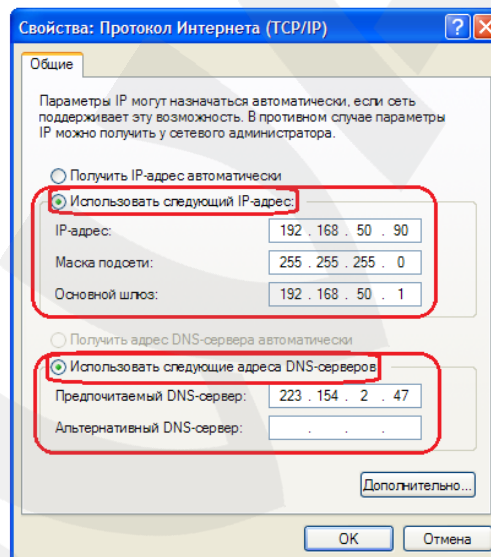 Свойства: Протокол Интернета (TCP/IP)
Общие
Параметры IP могут назначаться автоматически, если сеть
поддерживает эту возможность. В противном случае параметры
IP можно получить у сетевого администратора.
Получить IP-адрес автоматически
Использовать следующий IP-адрес:
IP-адрес: 192 . 168 . 50 . 90
Маска подсети: 255 . 255 . 255 . 0
Основной шлюз: 192 . 168 . 50 . 1
Получить адрес DNS-сервера автоматически
Использовать следующие адреса DNS-серверов
Предпочитаемый DNS-сервер: 223 . 154 . 2 . 47
Альтернативный DNS-сервер: . . .
Дополнительно...
OK Отмена